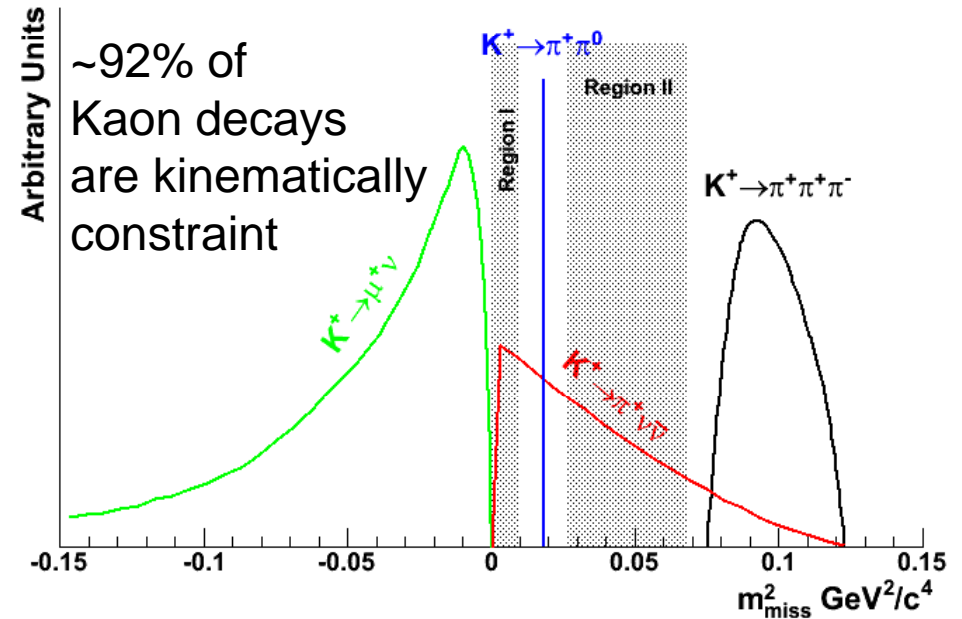 Arbitrary Units
~92% of
Kaon decays
are kinematically
constraint
K⁺→π⁺π⁰
Region I
Region II
K⁺→π⁺π⁺π⁻
K⁺→μ⁺ν
K⁺→π⁺νν̄
-0.15 -0.1 -0.05 0 0.05 0.1 0.15
m²miss GeV²/c⁴